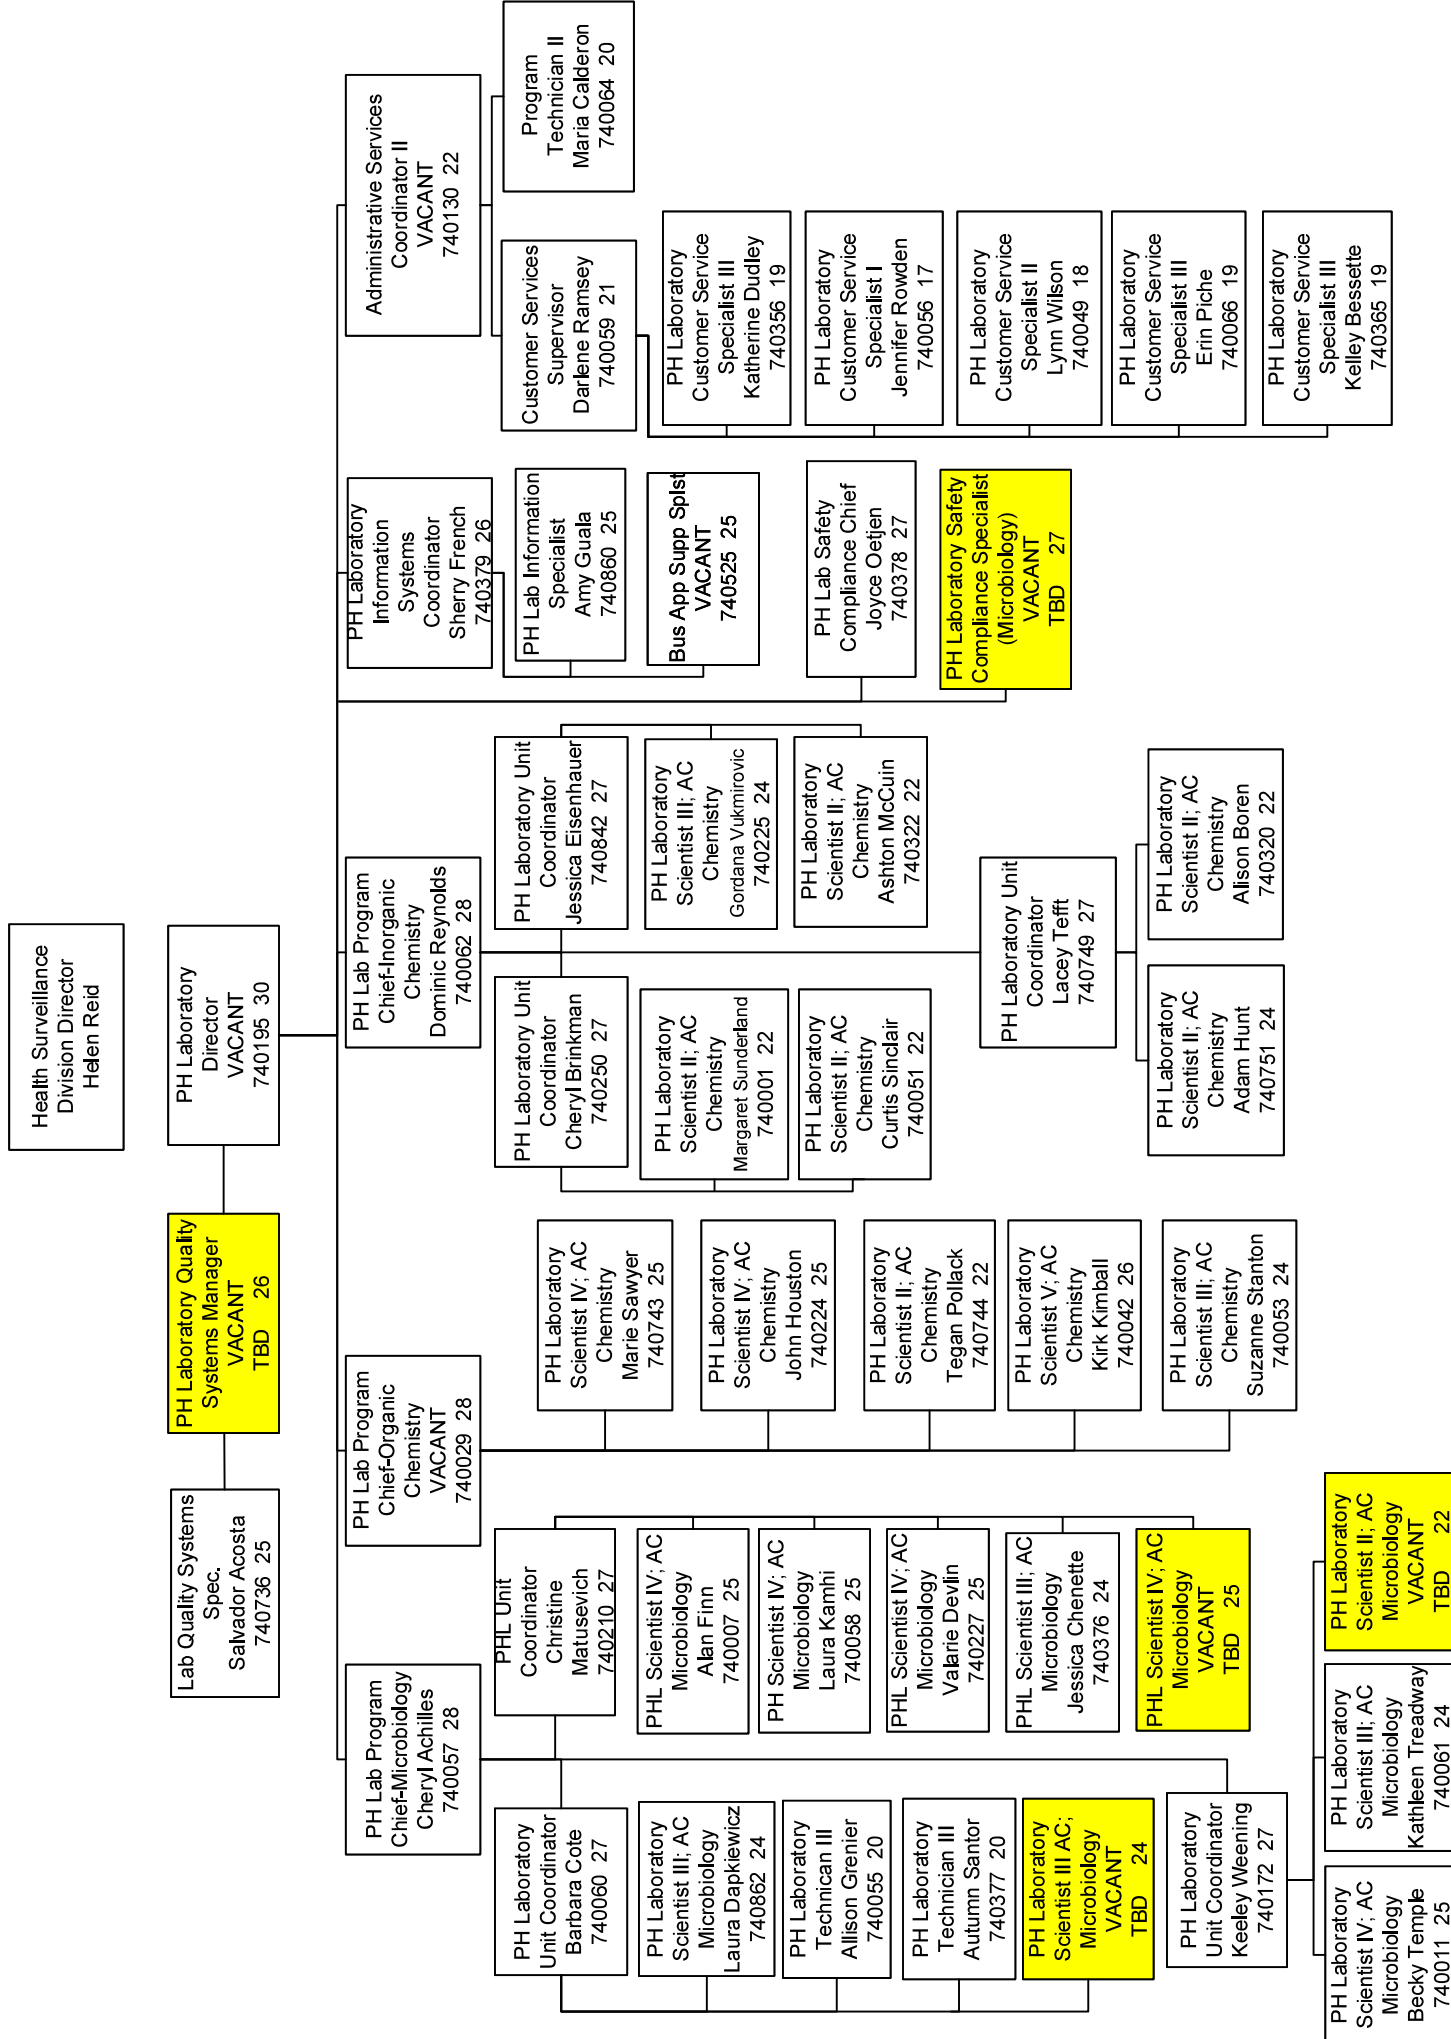 Health Surveillance
Division Director
Helen Reid
PH Laboratory
Director
VACANT
740195  30
PH Laboratory Quality
Systems Manager
VACANT
TBD    26
Lab Quality Systems
Spec.
Salvador Acosta
740736  25
PH Lab Program
Chief-Microbiology
Cheryl Achilles
740057  28
PH Laboratory
Unit Coordinator
Barbara Cote
740060  27
PH Laboratory
Scientist III; AC
Microbiology
Laura Dapkiewicz
740862  24
PH Laboratory
Technican III
Allison Grenier
740055  20
PH Laboratory
Technician III
Autumn Santor
740377  20
PH Laboratory
Scientist III AC;
Microbiology
VACANT
TBD    24
PHL Unit
Coordinator
Christine
Matusevich
740210  27
PHL Scientist IV; AC
Microbiology
Alan Finn
740007  25
PH Scientist IV; AC
Microbiology
Laura Kamhi
740058  25
PHL Scientist IV; AC
Microbiology
Valarie Devlin
740227  25
PHL Scientist III; AC
Microbiology
Jessica Chenette
740376  24
PHL Scientist IV; AC
Microbiology
VACANT
TBD    25
PH Laboratory
Unit Coordinator
Keeley Weening
740172  27
PH Laboratory
Scientist IV; AC
Microbiology
Becky Temple
740011  25
PH Laboratory
Scientist III; AC
Microbiology
Kathleen Treadway
740061  24
PH Laboratory
Scientist II; AC
Microbiology
VACANT
TBD    22
PH Lab Program
Chief-Organic
Chemistry
VACANT
740029  28
PH Laboratory
Scientist IV; AC
Chemistry
Marie Sawyer
740743  25
PH Laboratory
Scientist IV; AC
Chemistry
John Houston
740224  25
PH Laboratory
Scientist II; AC
Chemistry
Tegan Pollack
740744  22
PH Laboratory
Scientist V; AC
Chemistry
Kirk Kimball
740042  26
PH Laboratory
Scientist III; AC
Chemistry
Suzanne Stanton
740053  24
PH Lab Program
Chief-Inorganic
Chemistry
Dominic Reynolds
740062  28
PH Laboratory Unit
Coordinator
Cheryl Brinkman
740250  27
PH Laboratory
Scientist II; AC
Chemistry
Margaret Sunderland
740001  22
PH Laboratory
Scientist II; AC
Chemistry
Curtis Sinclair
740051  22
PH Laboratory Unit
Coordinator
Jessica Eisenhauer
740842  27
PH Laboratory
Scientist III; AC
Chemistry
Gordana Vukmirovic
740225  24
PH Laboratory
Scientist II; AC
Chemistry
Ashton McCuin
740322  22
PH Laboratory Unit
Coordinator
Lacey Tefft
740749  27
PH Laboratory
Scientist II; AC
Chemistry
Adam Hunt
740751  24
PH Laboratory
Scientist II; AC
Chemistry
Alison Boren
740320  22
PH Laboratory
Information
Systems
Coordinator
Sherry French
740379  26
PH Lab Information
Specialist
Amy Guala
740860  25
Bus App Supp Splst
VACANT
740525  25
PH Lab Safety
Compliance Chief
Joyce Oetjen
740378  27
PH Laboratory Safety
Compliance Specialist
(Microbiology)
VACANT
TBD    27
Administrative Services
Coordinator II
VACANT
740130  22
Customer Services
Supervisor
Darlene Ramsey
740059  21
Program
Technician II
Maria Calderon
740064  20
PH Laboratory
Customer Service
Specialist III
Katherine Dudley
740356  19
PH Laboratory
Customer Service
Specialist I
Jennifer Rowden
740056  17
PH Laboratory
Customer Service
Specialist II
Lynn Wilson
740049  18
PH Laboratory
Customer Service
Specialist III
Erin Piche
740066  19
PH Laboratory
Customer Service
Specialist III
Kelley Bessette
740365  19